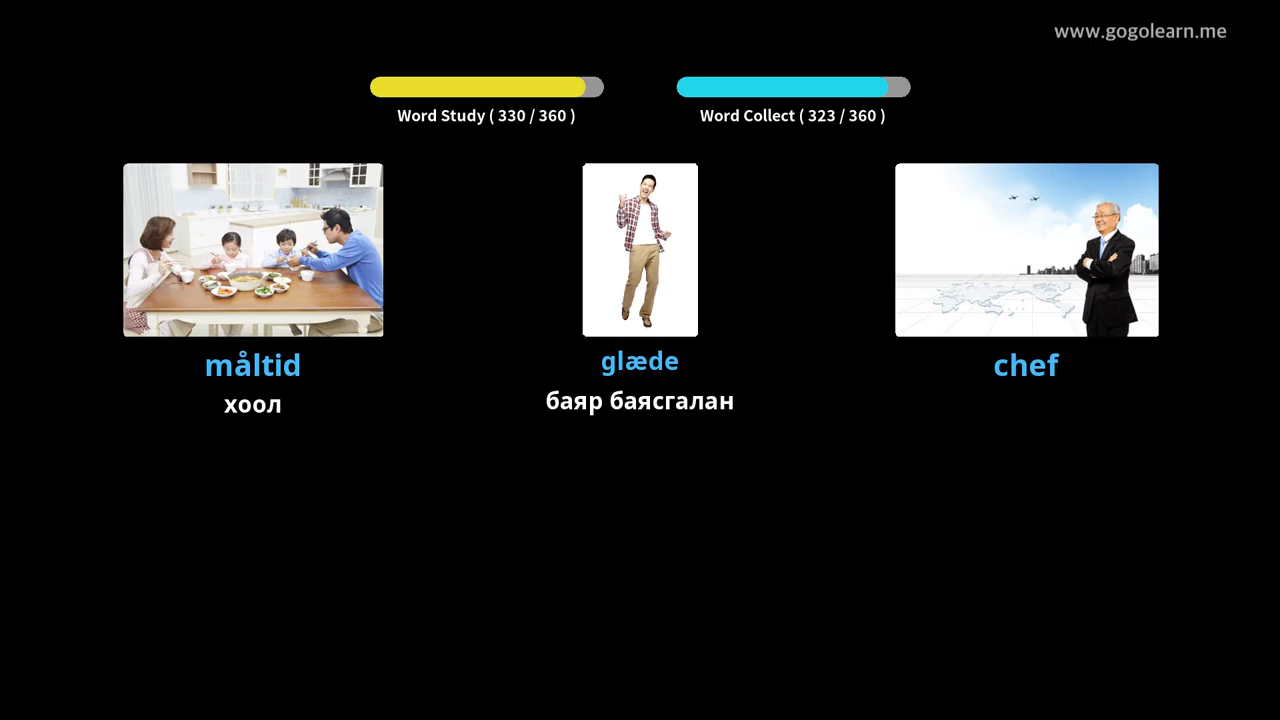 www.gogolearn.me
Word Study ( 330 / 360 )
Word Collect ( 323 / 360 )
måltid
хоол
glæde
баяр баясгалан
chef